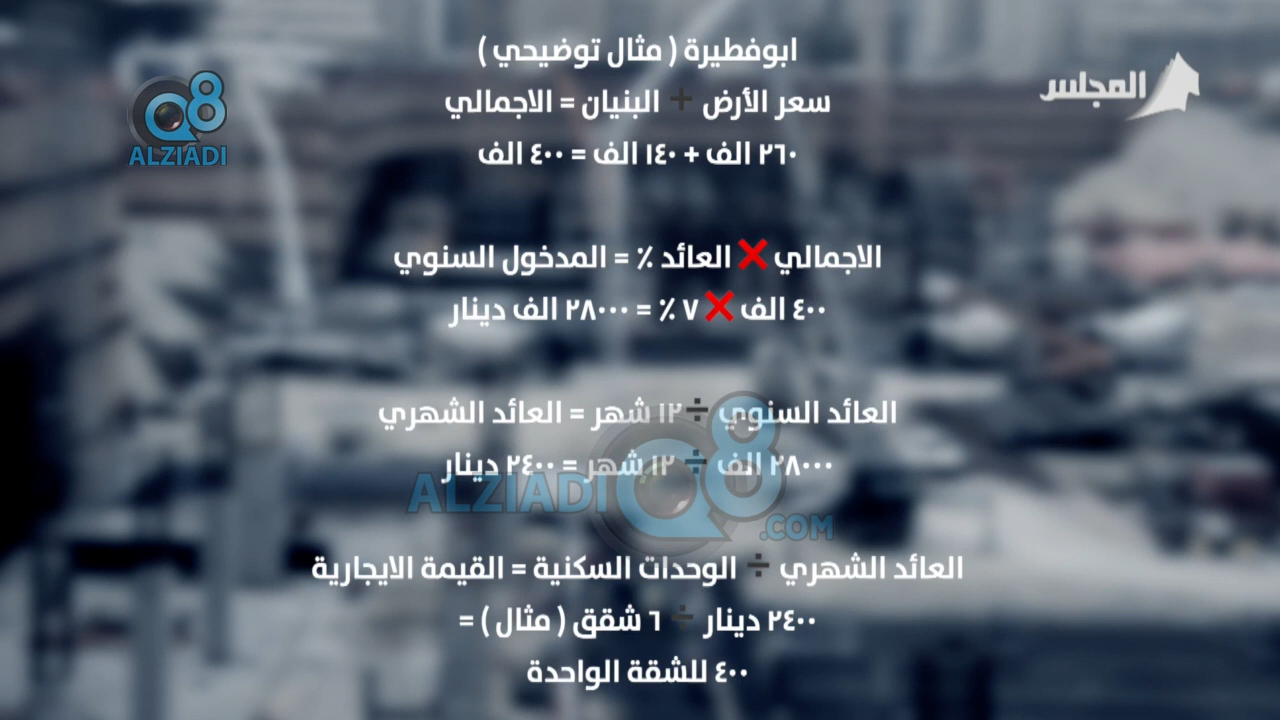 ابوفطيرة ( مثال توضيحي )
المجلس
Q8
ALZIADI
سعر الأرض + البنيان = الاجمالي
٢٦٠ الف + ١٤٠ الف = ٤٠٠ الف
الاجمالي ❌ العائد ٪ = المدخول السنوي
٤٠٠ الف ❌ ٧ ٪ = ٢٨٠٠٠ الف دينار
العائد السنوي ÷ ١٢ شهر = العائد الشهري
٢٨٠٠٠ الف ÷ ١٢ شهر = ٢٤٠٠ دينار
ALZIADIQ8
.COM
العائد الشهري ÷ الوحدات السكنية = القيمة الايجارية
٢٤٠٠ دينار ÷ ٦ شقق ( مثال ) =
٤٠٠ للشقة الواحدة